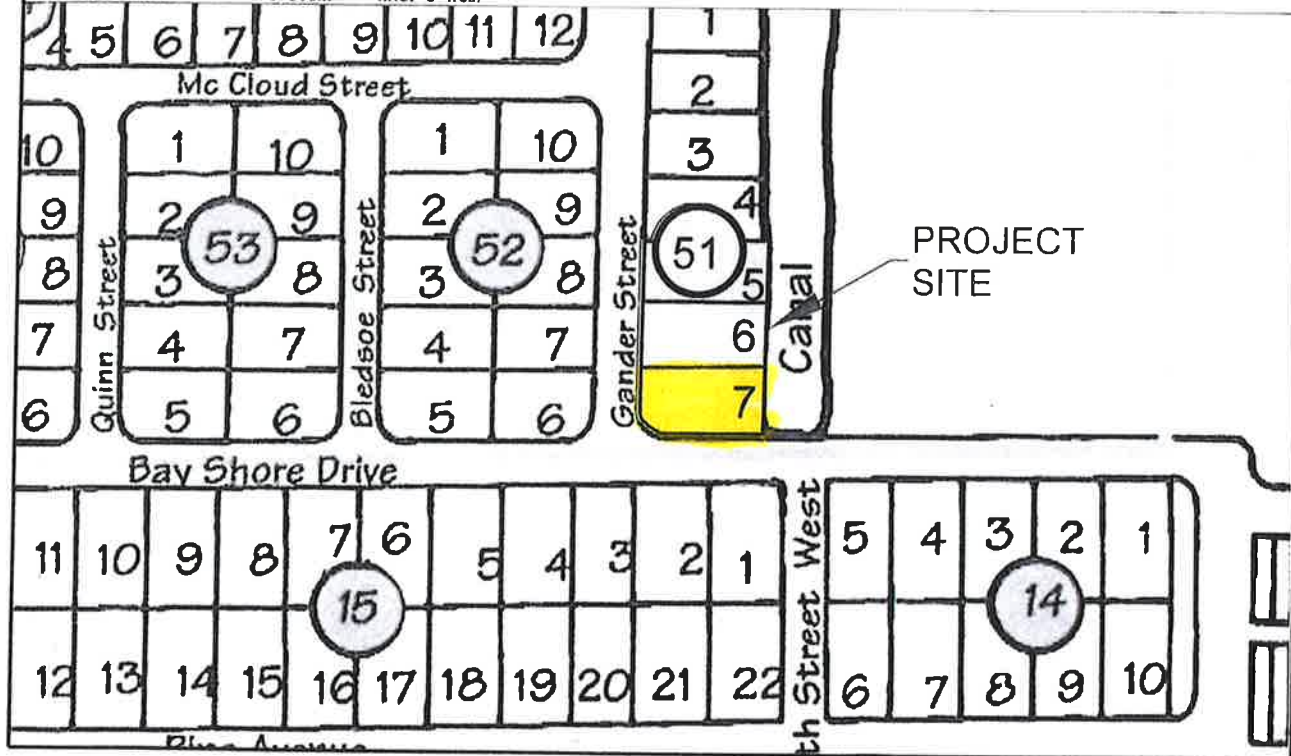 4 5 6 7 8 9 10 11 12
1
Mc Cloud Street
2
10 1 10 1 10
3
9 2 9 2 9
4
53 52 51
8 3 8 3 8
5
PROJECT
SITE
Quinn Street
Bledsoe Street
Gander Street
Canal
7 4 7 4 7
6
6 5 6 5 6
7
Bay Shore Drive
11 10 9 8 7 6 5 4 3 2 1
5 4 3 2 1
15
14
th Street West
12 13 14 15 16 17 18 19 20 21 22
6 7 8 9 10